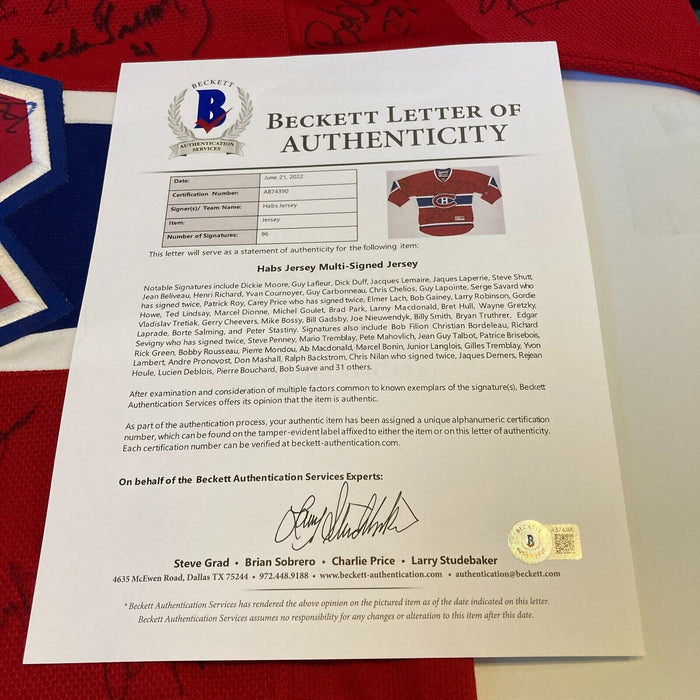 BECKETT
B
AUTHENTICATION
SERVICES
BECKETT LETTER OF
AUTHENTICITY
Date: June 21, 2022
Certification Number: AB74390
Signer(s)/ Team Name: Habs Jersey
Item: Jersey
Number of Signatures: 96
This letter will serve as a statement of authenticity for the following item:
Habs Jersey Multi-Signed Jersey
Notable Signatures include Dickie Moore, Guy Lafleur, Dick Duff, Jacques Lemaire, Jaques Laperrie, Steve Shutt,
Jean Beliveau, Henri Richard, Yvan Cournoyer, Guy Carbonneau, Chris Chelios, Guy Lapointe, Serge Savard who
has signed twice, Patrick Roy, Carey Price who has signed twice, Elmer Lach, Bob Gainey, Larry Robinson, Gordie
Howe, Ted Lindsay, Marcel Dionne, Michel Goulet, Brad Park, Lanny Macdonald, Bret Hull, Wayne Gretzky,
Vladislav Tretiak, Gerry Cheevers, Mike Bossy, Bill Gadsby, Joe Nieuwendyk, Billy Smith, Bryan Truthrer, Edgar
Laprade, Borte Salming, and Peter Stastiny. Signatures also include Bob Filion Christian Bordeleau, Richard
Sevigny who has signed twice, Steve Penney, Mario Tremblay, Pete Mahovlich, Jean Guy Talbot, Patrice Brisebois,
Rick Green, Bobby Rousseau, Pierre Mondou, Ab Macdonald, Marcel Bonin, Junior Langlois, Gilles Tremblay, Yvon
Lambert, Andre Pronovost, Don Mashall, Ralph Backstrom, Chris Nilan who signed twice, Jaques Demers, Rejean
Houle, Lucien Deblois, Pierre Bouchard, Bob Suave and 31 others.
After examination and consideration of multiple factors common to known exemplars of the signature(s), Beckett
Authentication Services offers its opinion that the item is authentic.
As part of the authentication process, your authentic item has been assigned a unique alphanumeric certification
number, which can be found on the tamper-evident label affixed to either the item or on this letter of authenticity.
Each certification number can be verified at beckett-authentication.com.
On behalf of the Beckett Authentication Services Experts:
Larry Studebaker
BECKETT
B
AB74390
Steve Grad • Brian Sobrero • Charlie Price • Larry Studebaker
4635 McEwen Road, Dallas TX 75244 • 972.448.9188 • www.beckett-authentication.com • authentication@beckett.com
* Beckett Authentication Services has rendered the above opinion on the pictured item as of the date indicated on this letter.
Beckett Authentication Services assumes no responsibility for any changes or alteration to this item after this date.